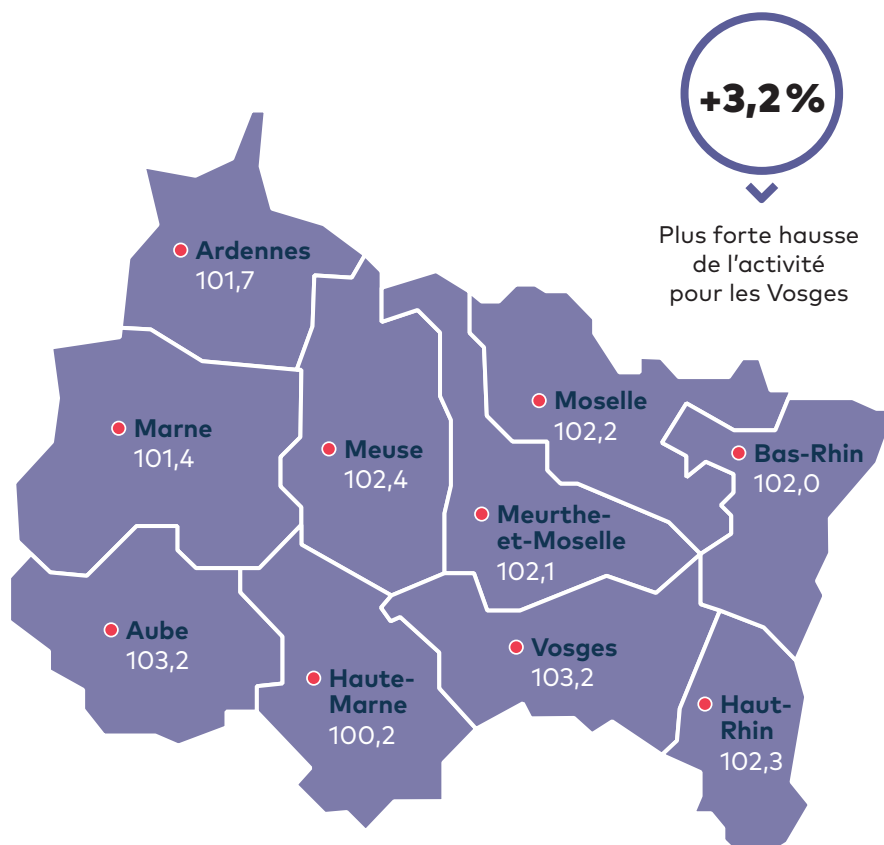 +3,2 %
Plus forte hausse
de l'activité
pour les Vosges
Ardennes
101,7
Marne
101,4
Meuse
102,4
Moselle
102,2
Bas-Rhin
102,0
Meurthe-
et-Moselle
102,1
Aube
103,2
Haute-
Marne
100,2
Vosges
103,2
Haut-
Rhin
102,3